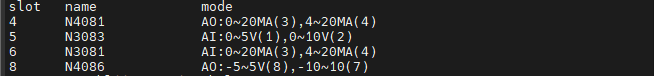 slot name mode
4 N4081 AO:0~20MA(3),4~20MA(4)
5 N3083 AI:0~5V(1),0~10V(2)
6 N3081 AI:0~20MA(3),4~20MA(4)
8 N4086 AO:-5~5V(8),-10~10(7)